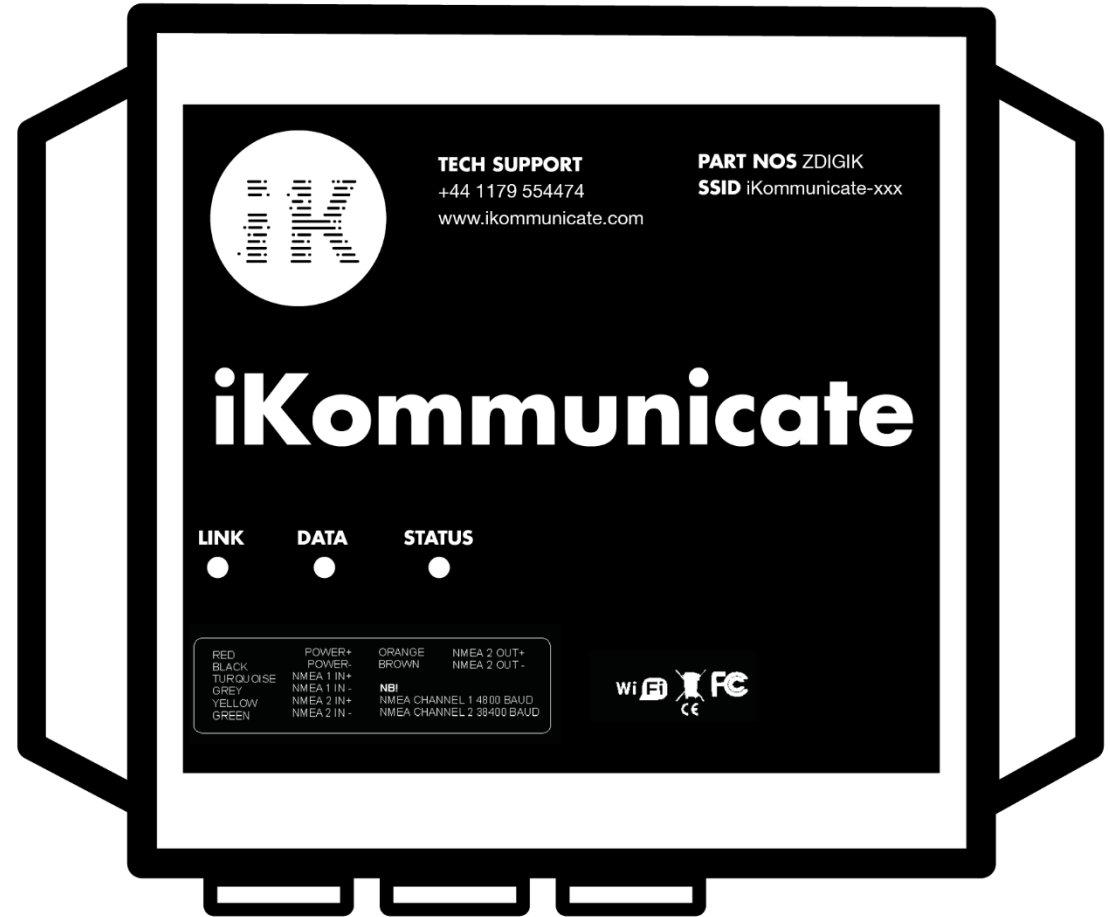 iK
TECH SUPPORT
+44 1179 554474
www.ikommunicate.com
PART NOS ZDIGIK
SSID iKommunicate-xxx
iKommunicate
LINK DATA STATUS
RED POWER+
BLACK POWER-
TURQUOISE NMEA 1 IN+
GREY NMEA 1 IN -
YELLOW NMEA 2 IN+
GREEN NMEA 2 IN -
ORANGE NMEA 2 OUT+
BROWN NMEA 2 OUT -
NB!
NMEA CHANNEL 1 4800 BAUD
NMEA CHANNEL 2 38400 BAUD
Wi Fi FC
CE